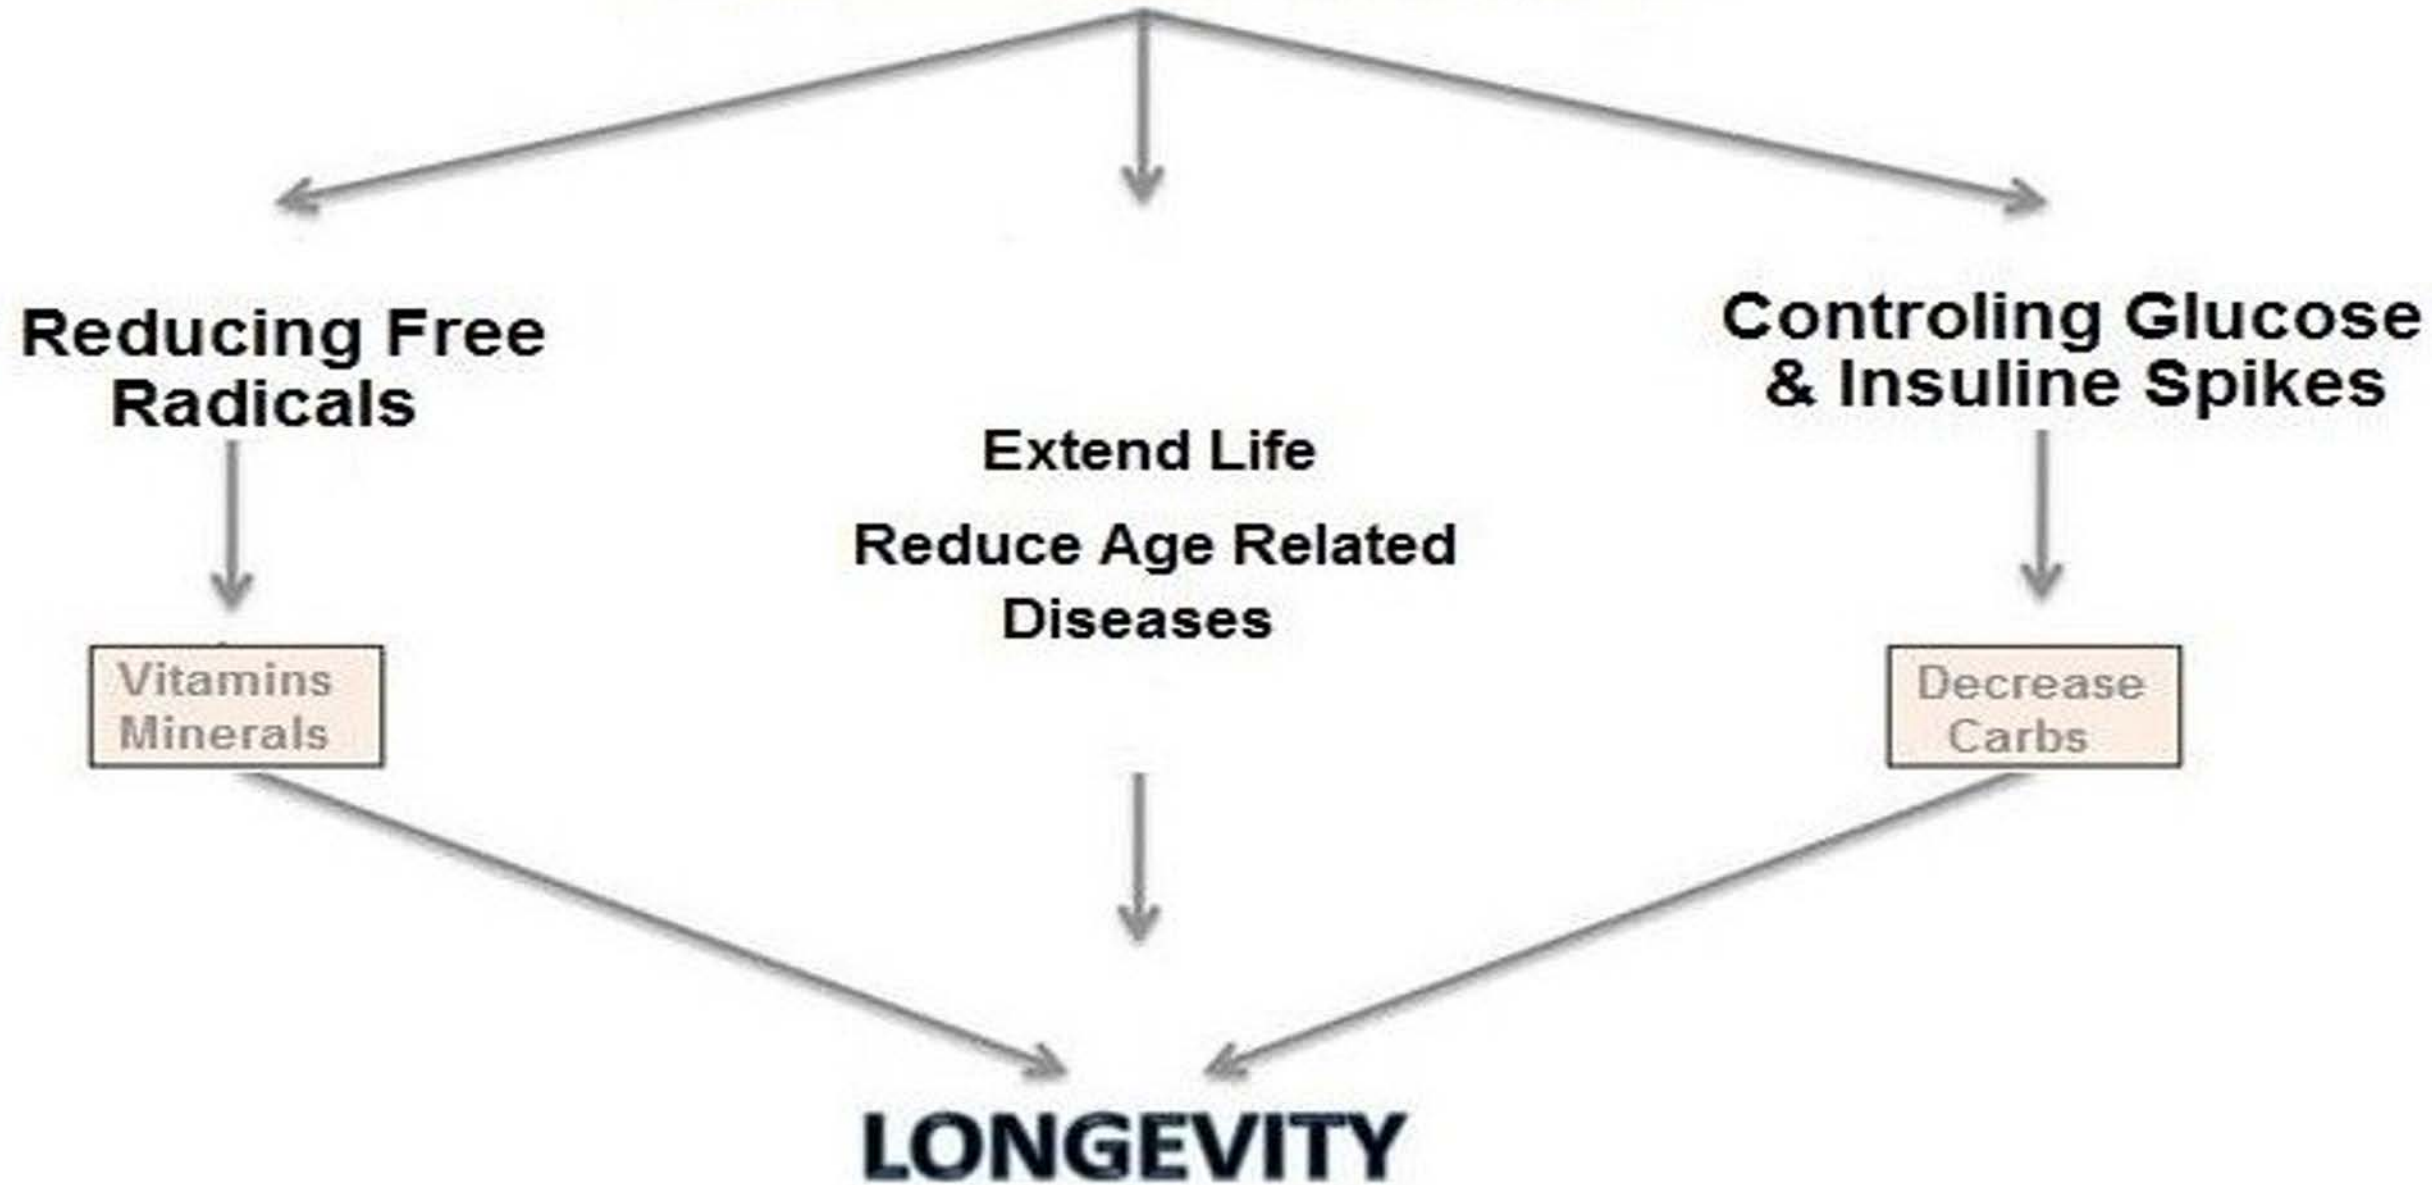 Reducing Free
Radicals
Controling Glucose
& Insuline Spikes
Extend Life
Reduce Age Related
Diseases
Vitamins
Minerals
Decrease
Carbs
LONGEVITY